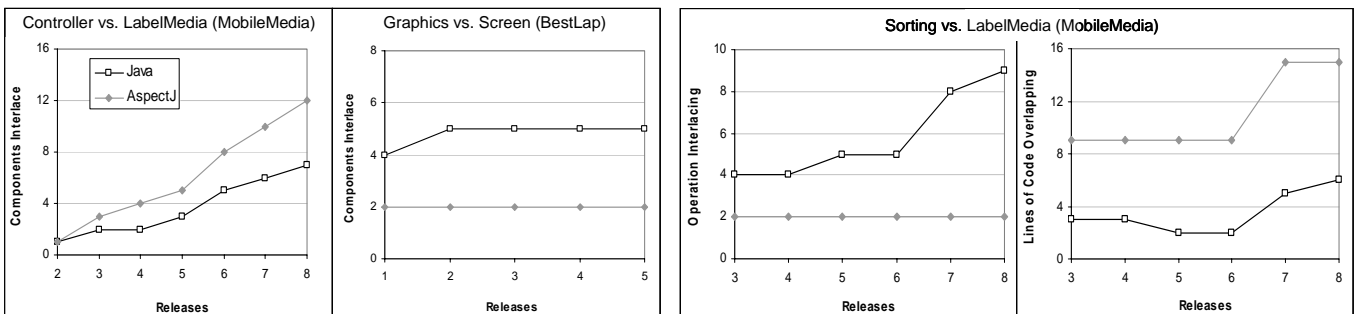 Controller vs. LabelMedia (MobileMedia)
Components Interlace
16
12
8
4
0
Java
AspectJ
2 3 4 5 6 7 8
Releases
Graphics vs. Screen (BestLap)
Components Interlace
8
6
4
2
0
1 2 3 4 5
Releases
Sorting vs. LabelMedia (MobileMedia)
Operation Interlacing
10
8
6
4
2
0
3 4 5 6 7 8
Releases
Lines of Code Overlapping
16
12
8
4
0
3 4 5 6 7 8
Releases